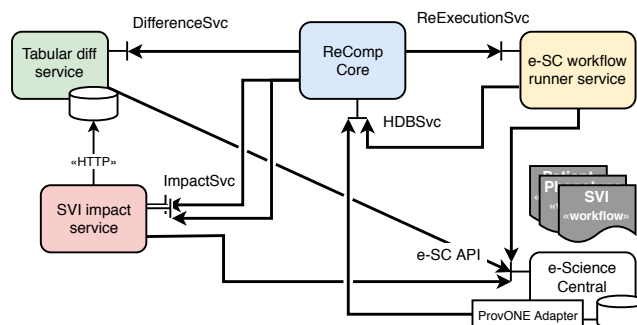 DifferenceSvc
ReExecutionSvc
Tabular diff
service
ReComp
Core
e-SC workflow
runner service
HDBSvc
«HTTP»
ImpactSvc
SVI impact
service
SVI
«workflow»
e-SC API
e-Science
Central
ProvONE Adapter